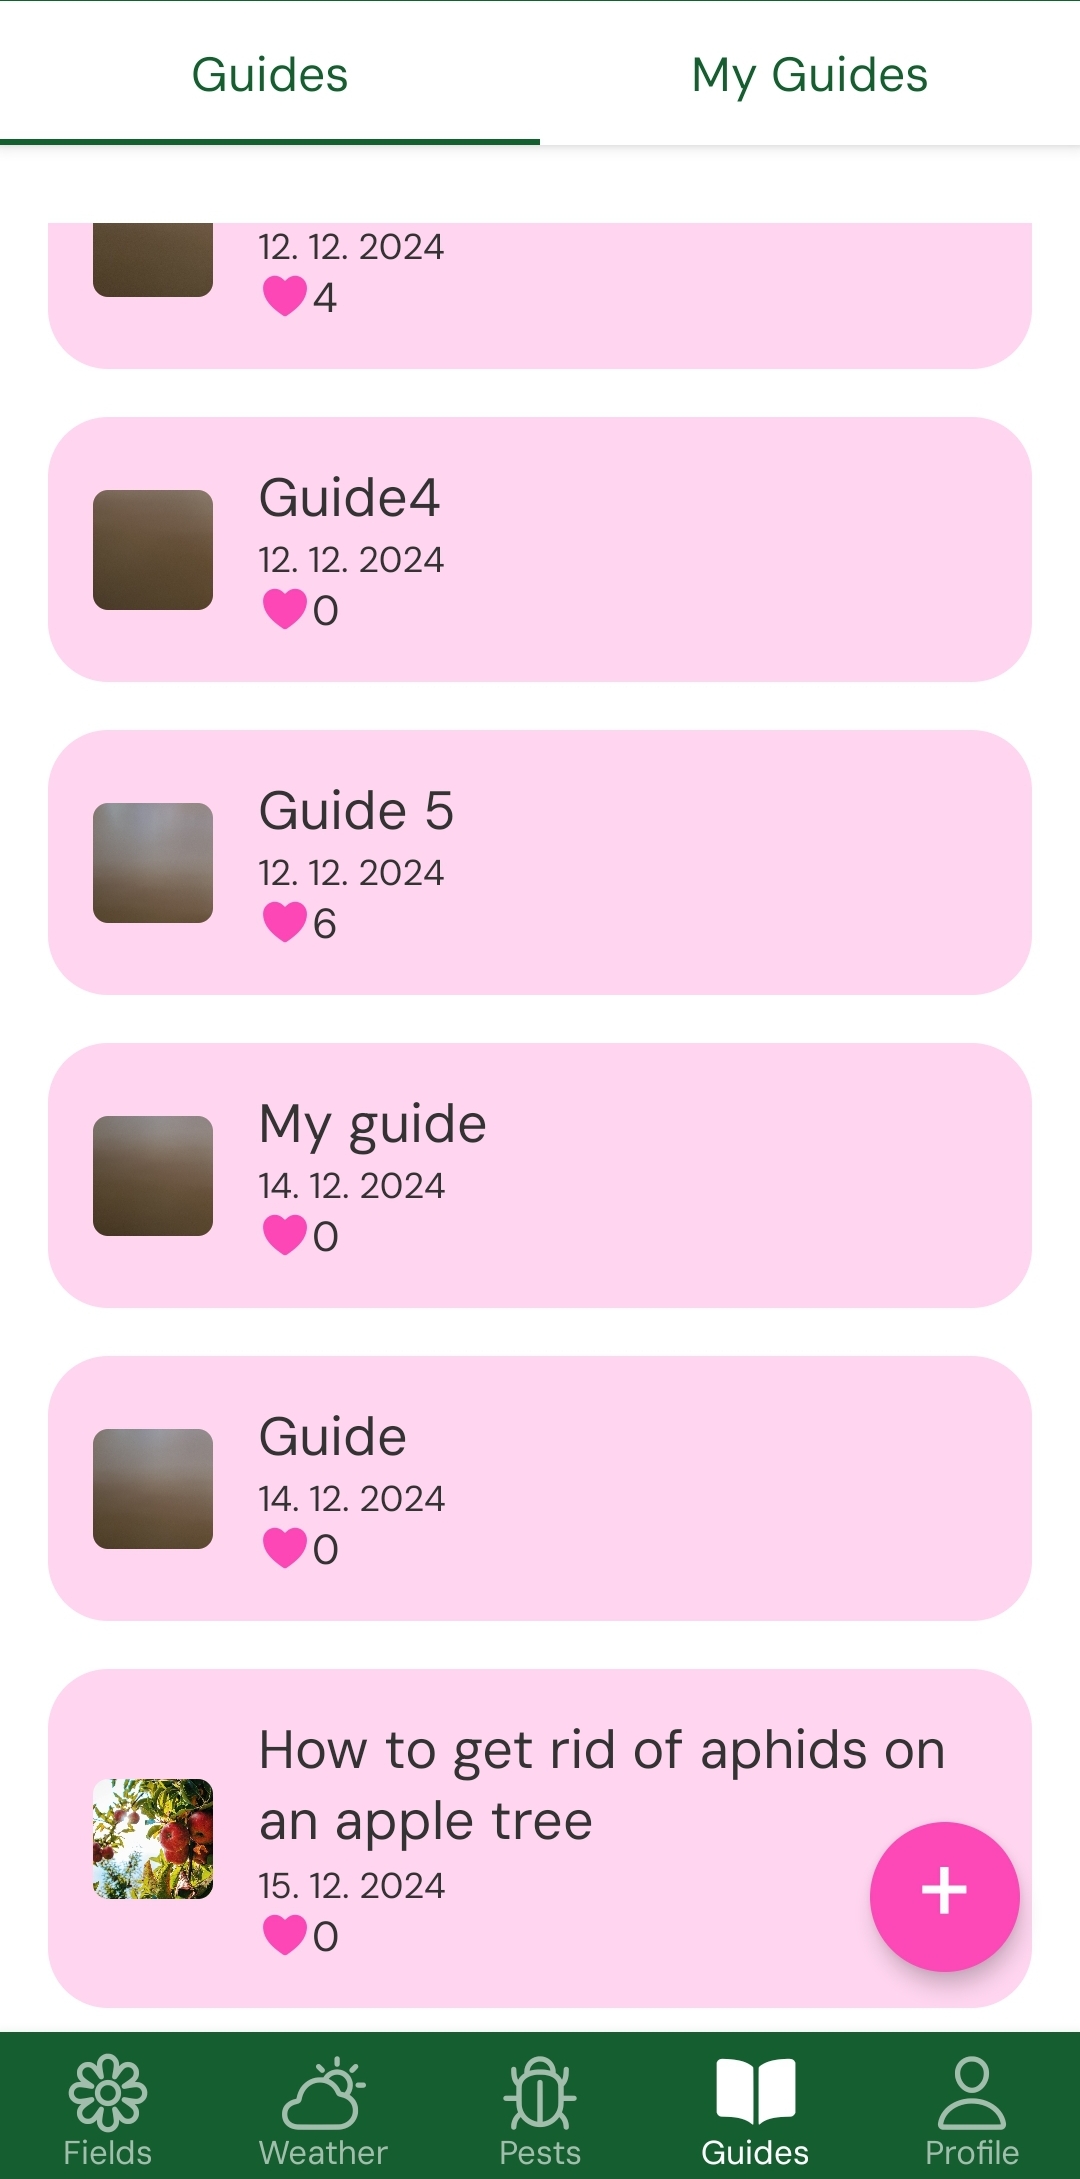 Guides
My Guides
12. 12. 2024
4
Guide4
12. 12. 2024
0
Guide 5
12. 12. 2024
6
My guide
14. 12. 2024
0
Guide
14. 12. 2024
0
How to get rid of aphids on
an apple tree
15. 12. 2024
0
+
Fields
Weather
Pests
Guides
Profile